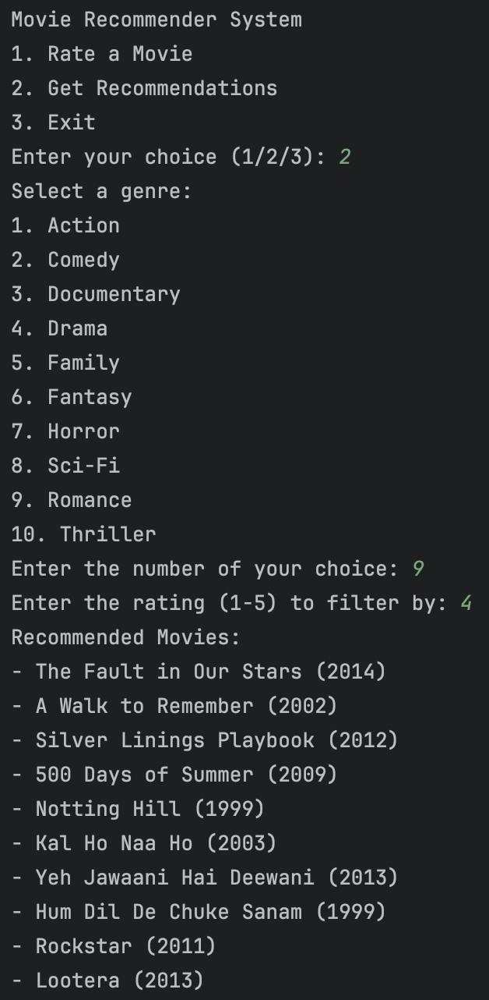 Movie Recommender System
1. Rate a Movie
2. Get Recommendations
3. Exit
Enter your choice (1/2/3): 2
Select a genre:
1. Action
2. Comedy
3. Documentary
4. Drama
5. Family
6. Fantasy
7. Horror
8. Sci-Fi
9. Romance
10. Thriller
Enter the number of your choice: 9
Enter the rating (1-5) to filter by: 4
Recommended Movies:
- The Fault in Our Stars (2014)
- A Walk to Remember (2002)
- Silver Linings Playbook (2012)
- 500 Days of Summer (2009)
- Notting Hill (1999)
- Kal Ho Naa Ho (2003)
- Yeh Jawaani Hai Deewani (2013)
- Hum Dil De Chuke Sanam (1999)
- Rockstar (2011)
- Lootera (2013)